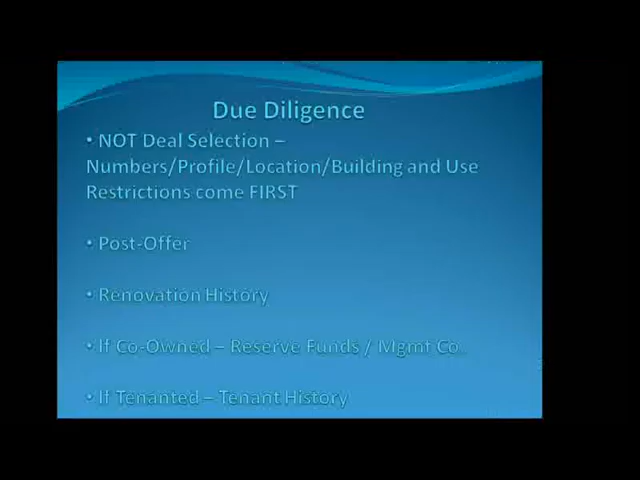 Due Diligence
• NOT Deal Selection –
Numbers/Profile/Location/Building and Use
Restrictions come FIRST
• Post-Offer
• Renovation History
• If Co-Owned – Reserve Funds / Mgmt Co.
• If Tenanted – Tenant History